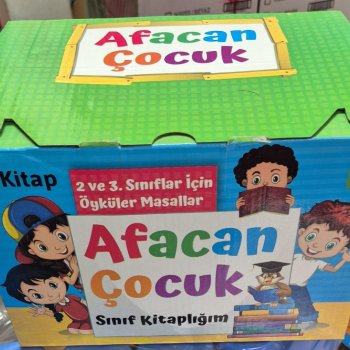 Afacan
Çocuk
Kitap
2 ve 3. Sınıflar İçin
Öyküler Masallar
Afacan
Çocuk
Sınıf Kitaplığım